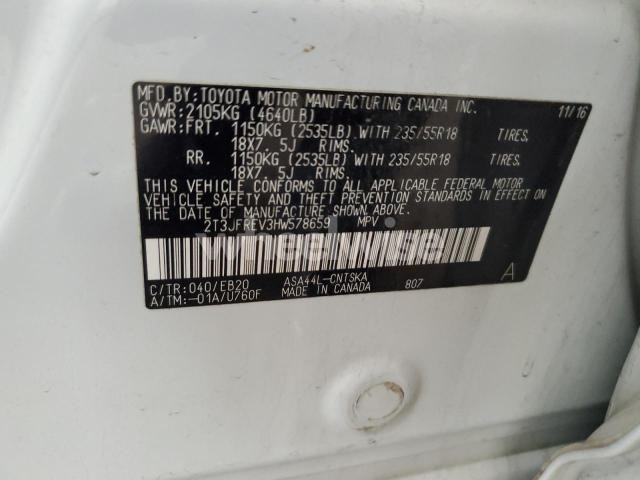 MFD.BY:TOYOTA MOTOR MANUFACTURING CANADA INC.
GVWR:2105KG (4640LB) 11/16
GAWR:FRT. 1150KG (2535LB) WITH 235/55R18 TIRES.
18X7.5J RIMS.
RR. 1150KG (2535LB) WITH 235/55R18 TIRES.
18X7.5J RIMS.
THIS VEHICLE CONFORMS TO ALL APPLICABLE FEDERAL MOTOR
VEHICLE SAFETY AND THEFT PREVENTION STANDARDS IN EFFECT ON
THE DATE OF MANUFACTURE SHOWN ABOVE.
2T3JFREV3HW578659 MPV
C/TR:040/EB20 ASA44L-CNTSKA A
A/TM:-01A/U760F MADE IN CANADA 807